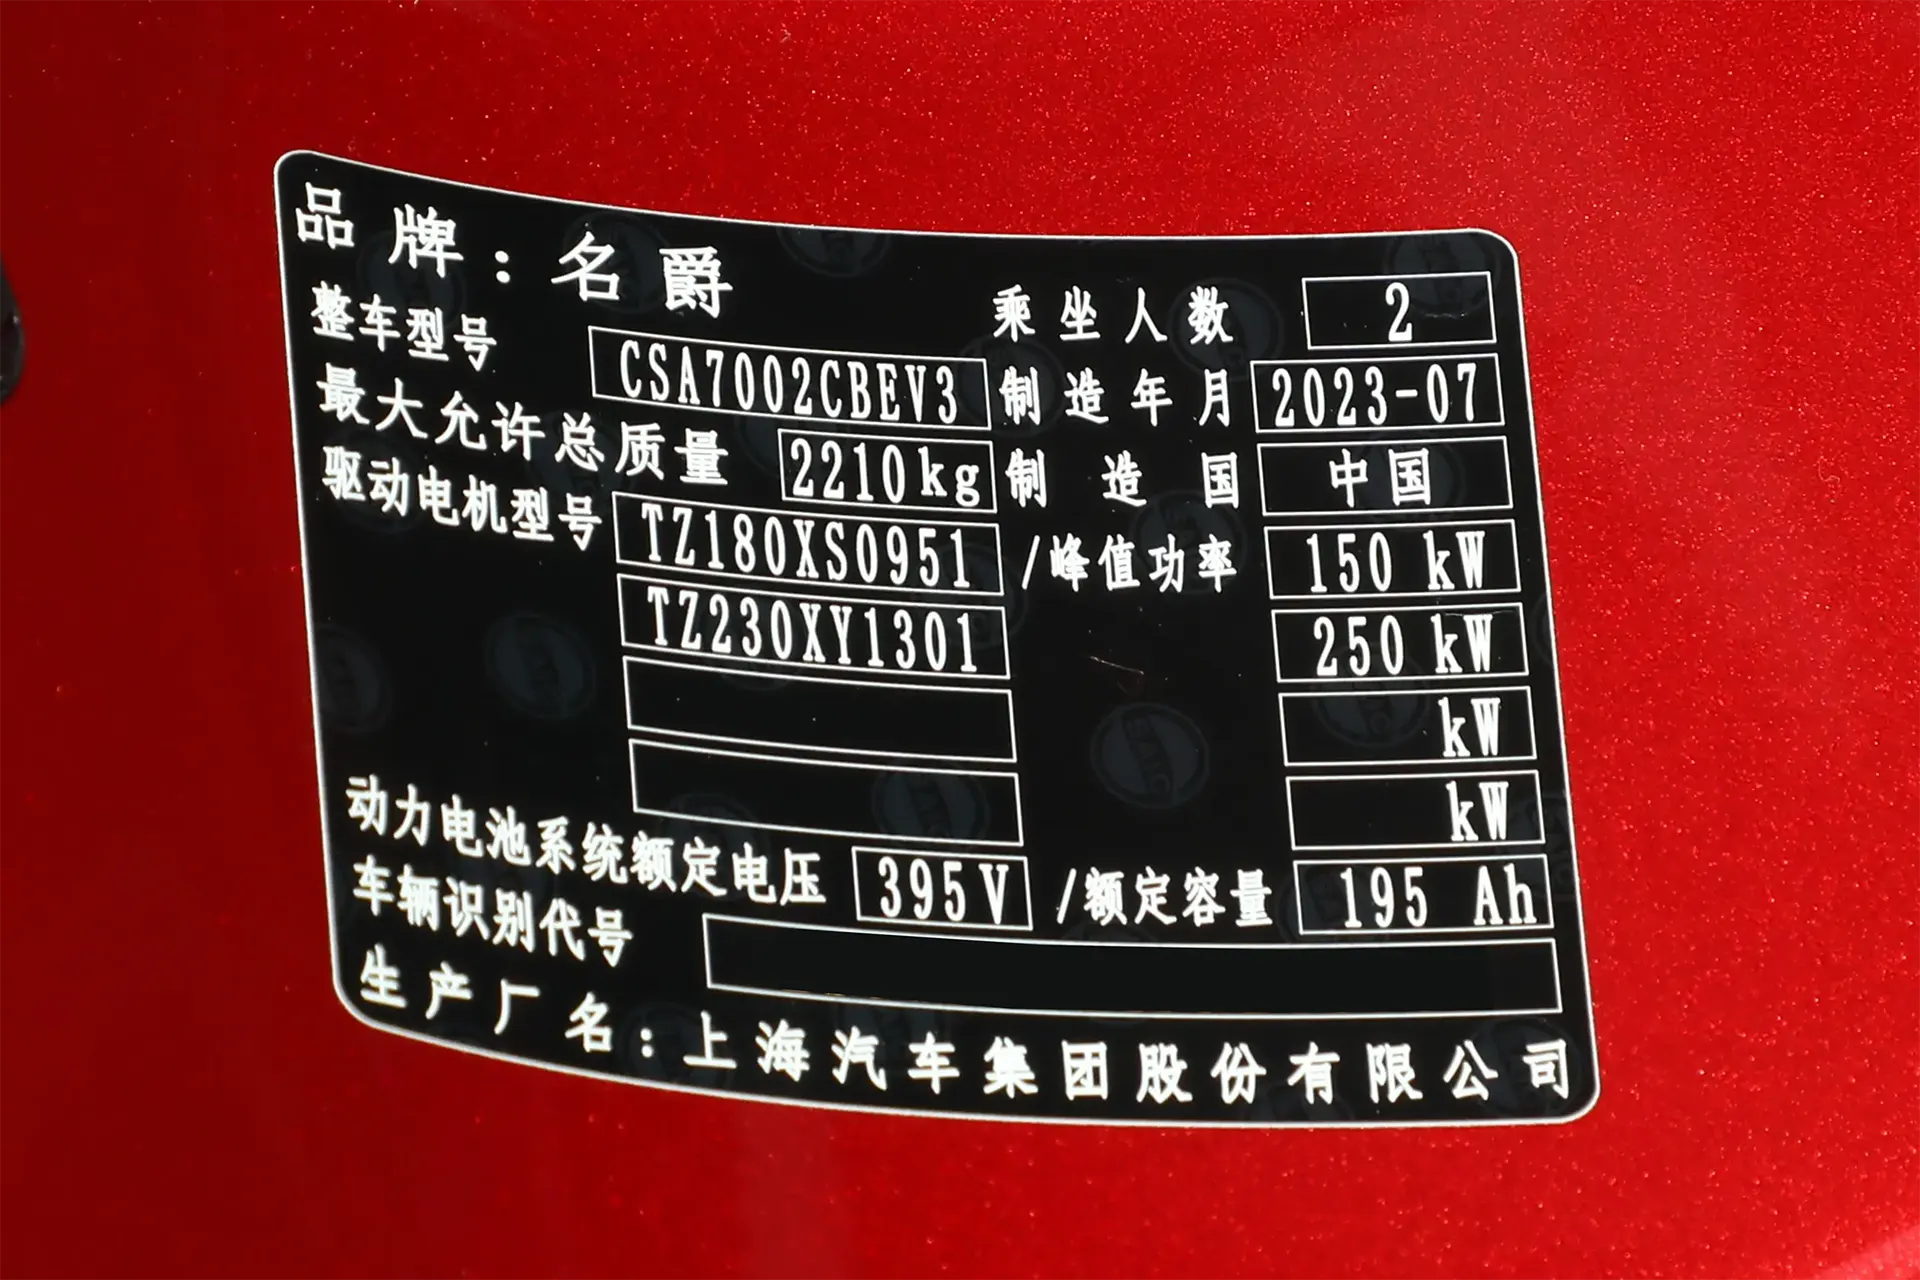 品牌：名爵
整车型号 CSA7002CBEV3 乘坐人数 2
最大允许总质量 2210kg 制造年月 2023-07
驱动电机型号 TZ180XS0951 制造国 中国
TZ230XY1301 /峰值功率 150 kW
250 kW
kW
kW
动力电池系统额定电压 395V /额定容量 195 Ah
车辆识别代号
生产厂名：上海汽车集团股份有限公司